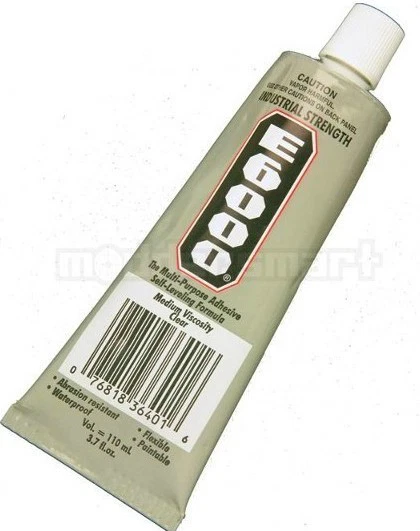 CAUTION
VAPOR HARMFUL.
INDUSTRIAL STRENGTH
E6000®
The Multi-Purpose Adhesive
Self-Leveling Formula
Medium Viscosity
Clear
0 76818 36401 6
• Abrasion resistant
• Waterproof
• Flexible
• Paintable
Vol. = 110 mL
3.7 fl.oz.